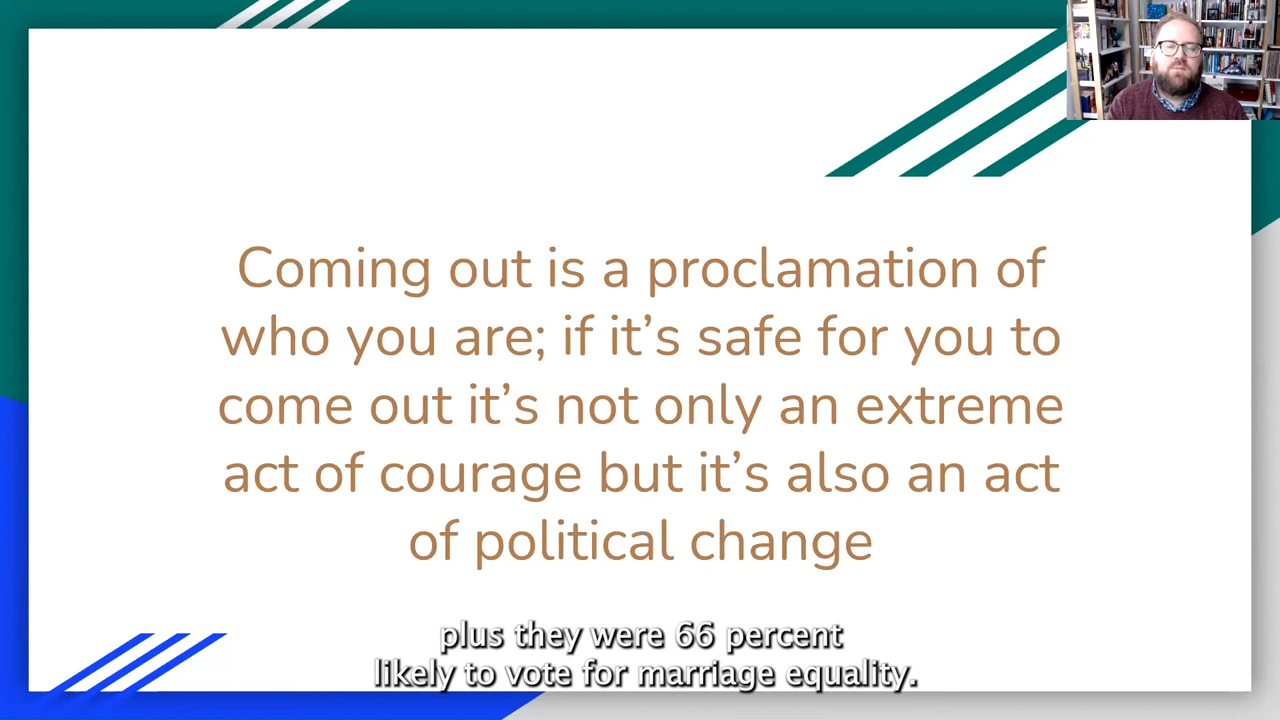 Coming out is a proclamation of
who you are; if it’s safe for you to
come out it’s not only an extreme
act of courage but it’s also an act
of political change
plus they were 66 percent
likely to vote for marriage equality.